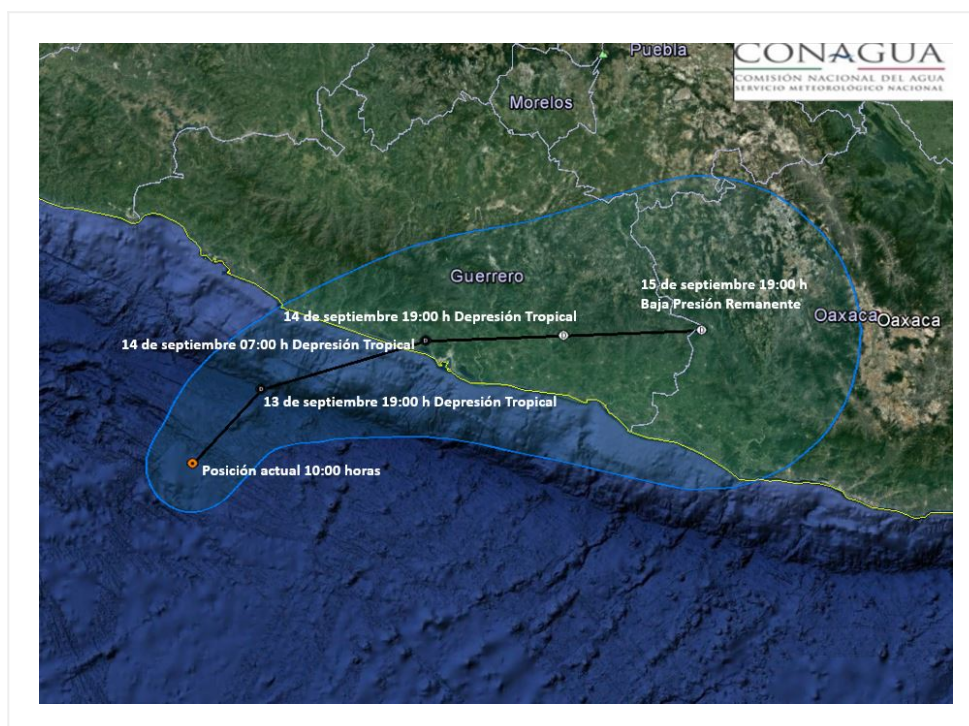 Puebla
CONAGUA
COMISIÓN NACIONAL DEL AGUA
SERVICIO METEOROLÓGICO NACIONAL
Morelos
Guerrero
15 de septiembre 19:00 h
Baja Presión Remanente
14 de septiembre 19:00 h Depresión Tropical
Oaxaca
Oaxaca
14 de septiembre 07:00 h Depresión Tropical
13 de septiembre 19:00 h Depresión Tropical
Posición actual 10:00 horas